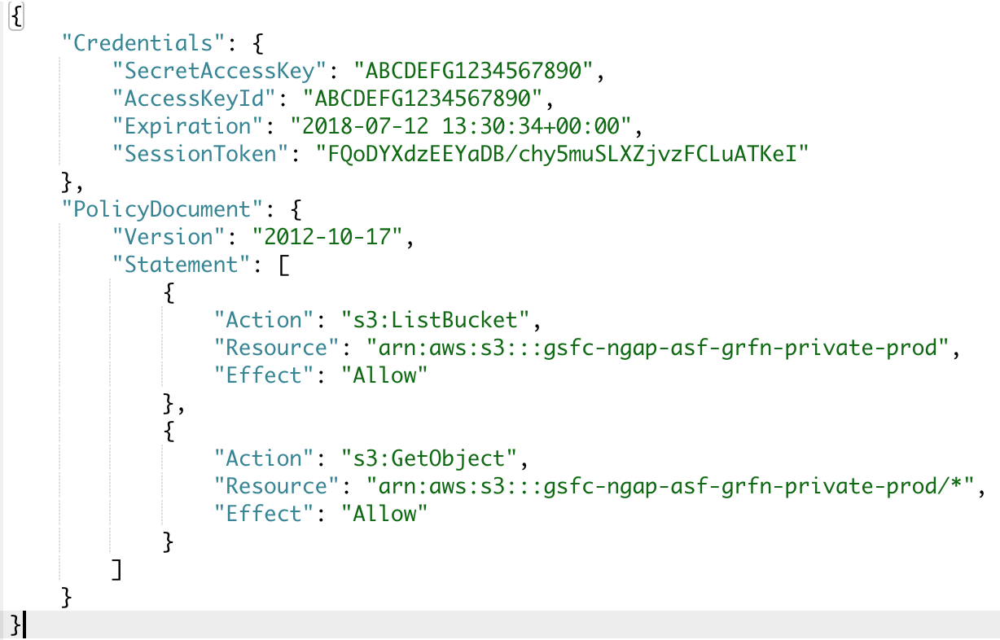 {
    "Credentials": {
        "SecretAccessKey": "ABCDEFG1234567890",
        "AccessKeyId": "ABCDEFG1234567890",
        "Expiration": "2018-07-12 13:30:34+00:00",
        "SessionToken": "FQoDYXdzEEYaDB/chy5muSLXZjvzFCLuATKeI"
    },
    "PolicyDocument": {
        "Version": "2012-10-17",
        "Statement": [
            {
                "Action": "s3:ListBucket",
                "Resource": "arn:aws:s3:::gsfc-ngap-asf-grfn-private-prod",
                "Effect": "Allow"
            },
            {
                "Action": "s3:GetObject",
                "Resource": "arn:aws:s3:::gsfc-ngap-asf-grfn-private-prod/*",
                "Effect": "Allow"
            }
        ]
    }
}